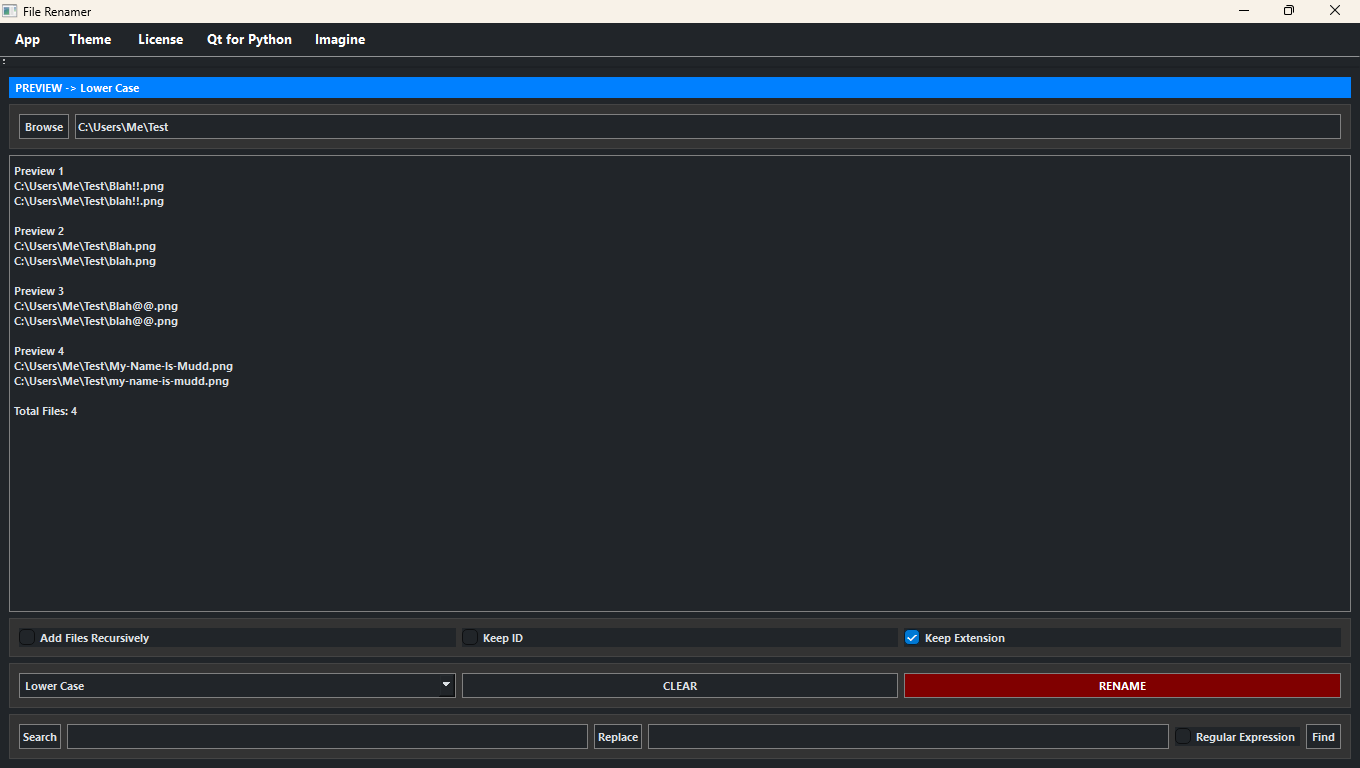 File Renamer
App Theme License Qt for Python Imagine
PREVIEW -> Lower Case
Browse C:\Users\Me\Test
Preview 1
C:\Users\Me\Test\Blah!!.png
C:\Users\Me\Test\blah!!.png
Preview 2
C:\Users\Me\Test\Blah.png
C:\Users\Me\Test\blah.png
Preview 3
C:\Users\Me\Test\Blah@@.png
C:\Users\Me\Test\blah@@.png
Preview 4
C:\Users\Me\Test\My-Name-Is-Mudd.png
C:\Users\Me\Test\my-name-is-mudd.png
Total Files: 4
Add Files Recursively Keep ID Keep Extension
Lower Case CLEAR RENAME
Search Replace Regular Expression Find